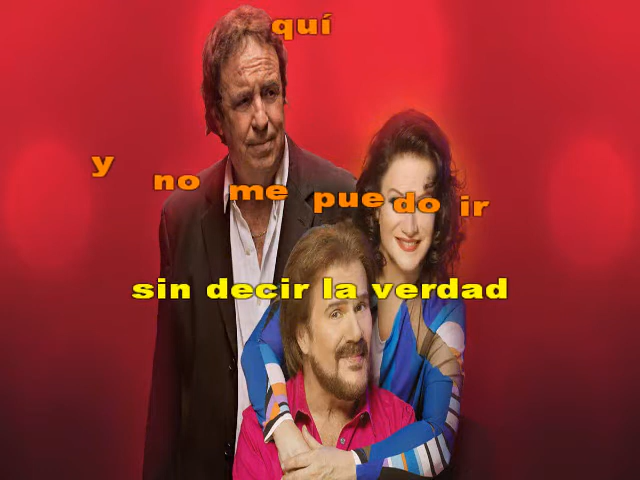 quí
y no me puedo ir
sin decir la verdad